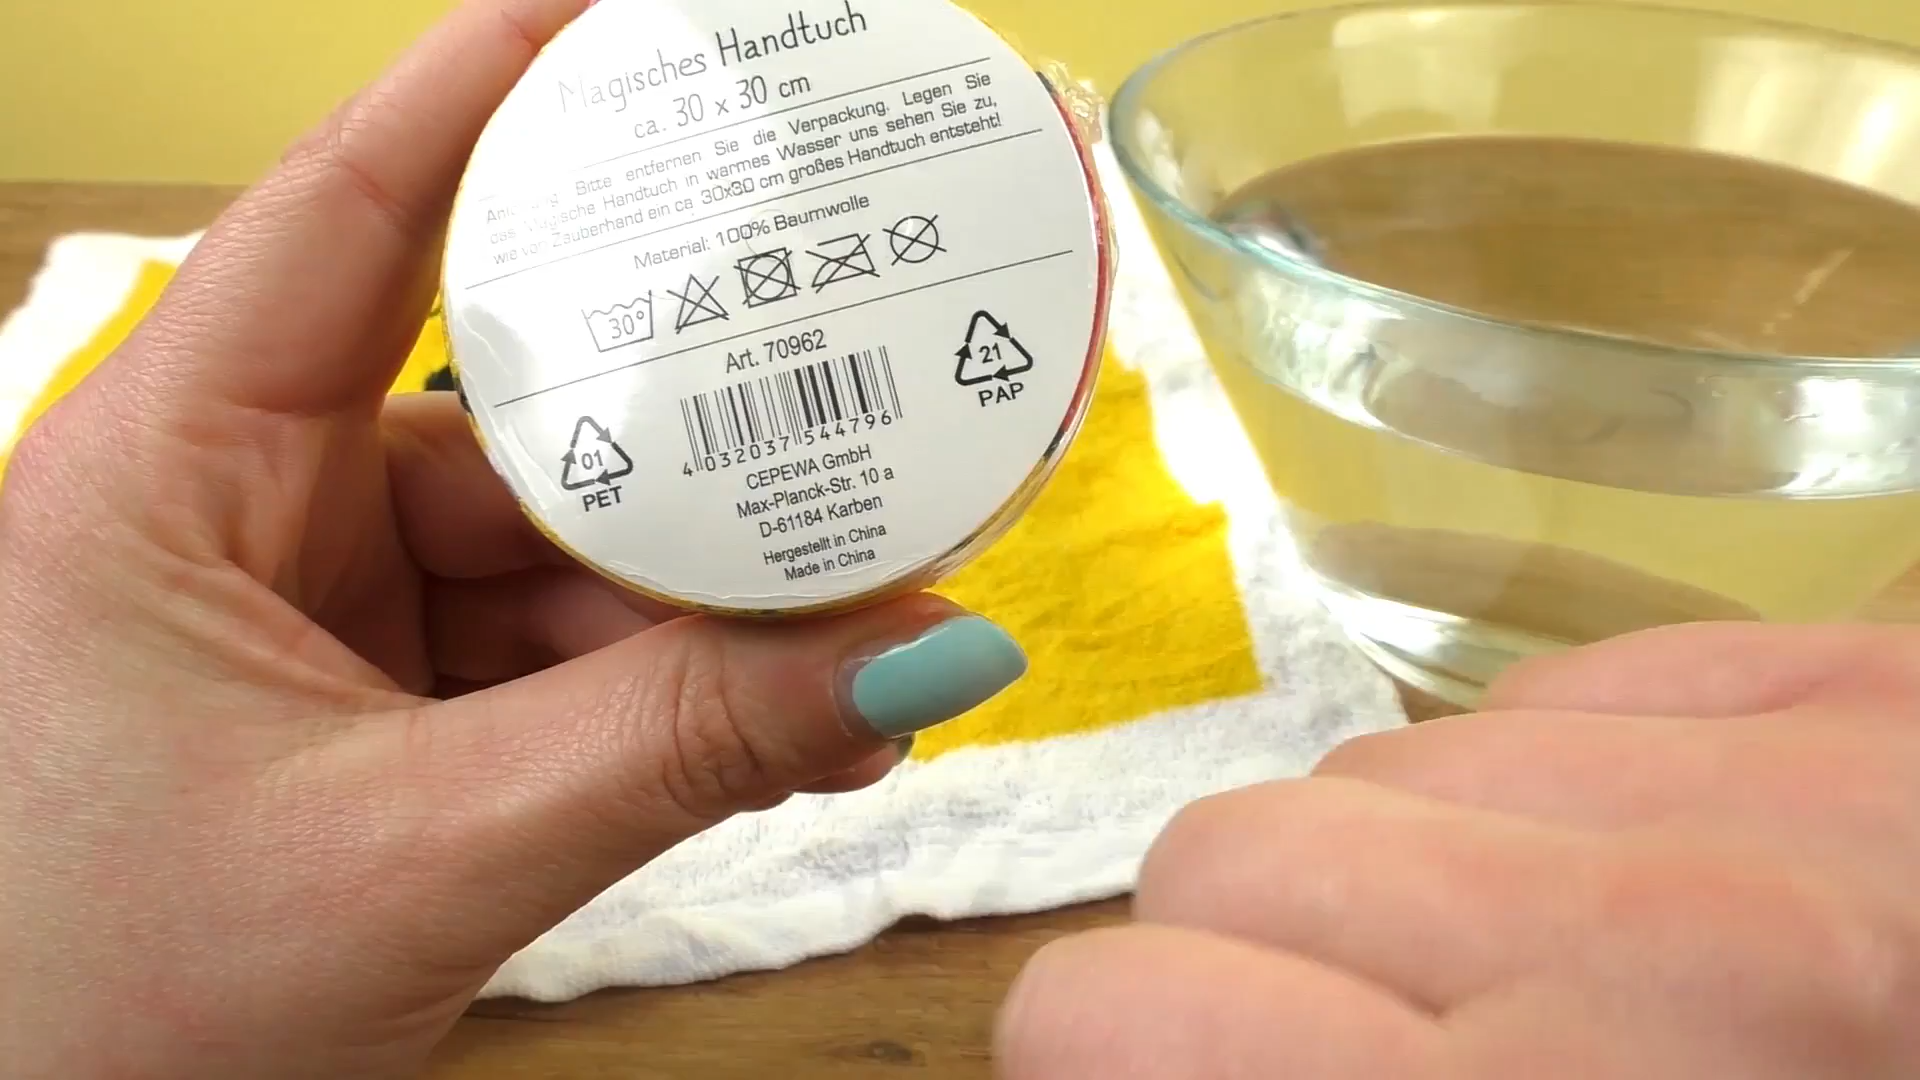 Magisches Handtuch
ca. 30 x 30 cm
Bitte entfernen Sie die Verpackung. Legen Sie
das Magische Handtuch in warmes Wasser uns sehen Sie zu,
wie von Zauberhand ein ca 30x30 cm großes Handtuch entsteht!
Material: 100% Baumwolle
30°
Art. 70962
21
PAP
01
PET
4 032037 544796
CEPEWA GmbH
Max-Planck-Str. 10 a
D-61184 Karben
Hergestellt in China
Made in China